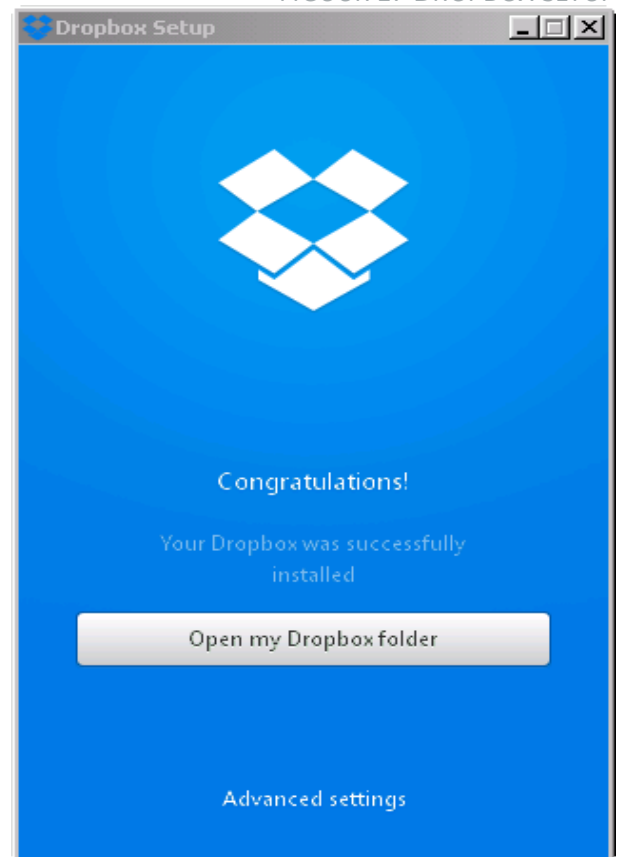 Dropbox Setup
Congratulations!
Your Dropbox was successfully
installed
Open my Dropbox folder
Advanced settings